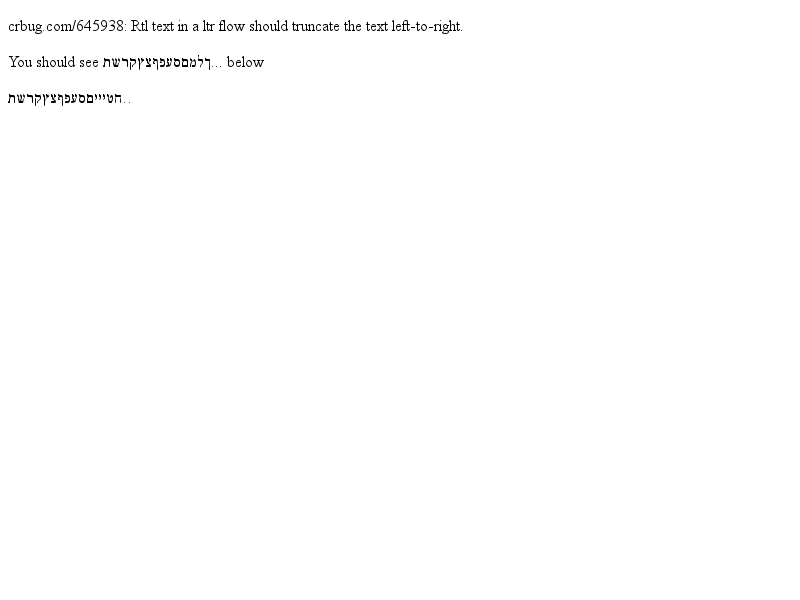 crbug.com/645938: Rtl text in a ltr flow should truncate the text left-to-right.
You should see ךלמםסעפףצץקרשת... below
חטיייםסעפףצץקרשת..